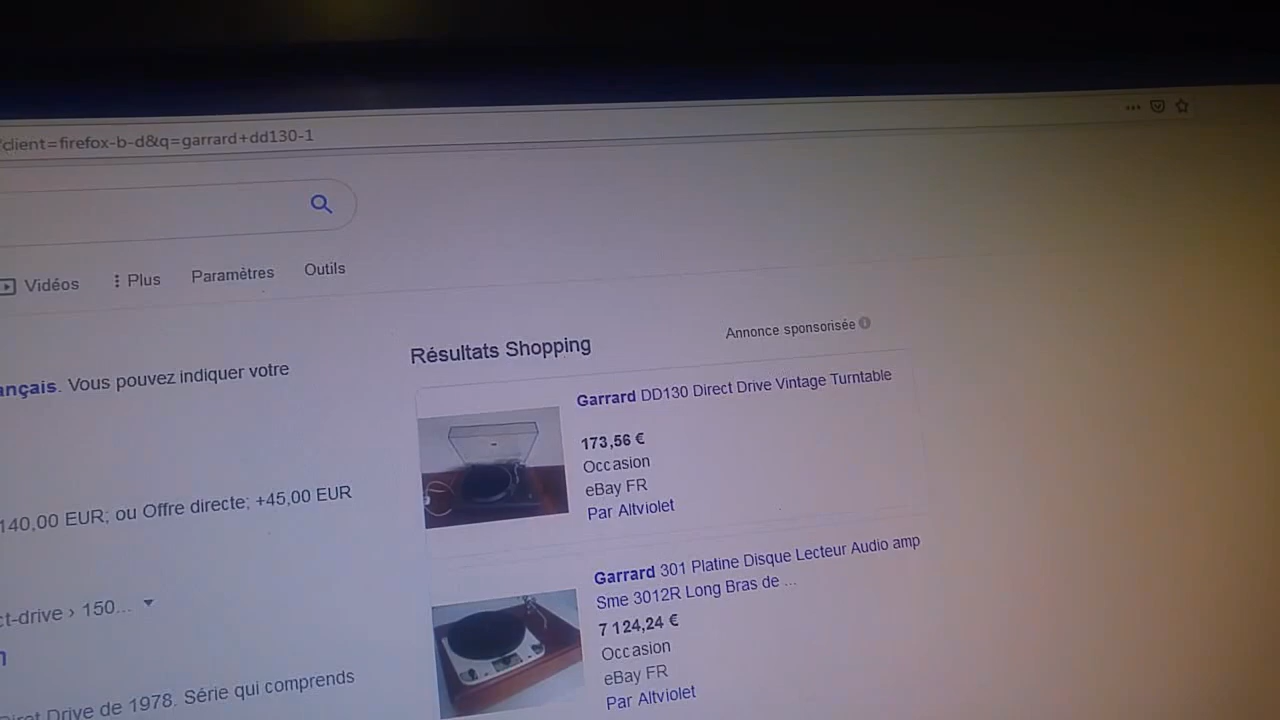 ?client=firefox-b-d&q=garrard+dd130-1
Vidéos
Plus
Paramètres
Outils
Résultats Shopping
Annonce sponsorisée
ançais. Vous pouvez indiquer votre
Garrard DD130 Direct Drive Vintage Turntable
173,56 €
Occasion
eBay FR
Par Altviolet
140,00 EUR; ou Offre directe; +45,00 EUR
Garrard 301 Platine Disque Lecteur Audio amp
Sme 3012R Long Bras de ...
7 124,24 €
Occasion
eBay FR
Par Altviolet
ct-drive › 150...
Drive de 1978. Série qui comprends